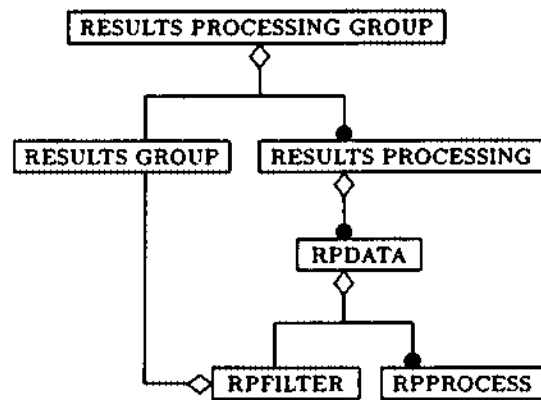 RESULTS PROCESSING GROUP
RESULTS GROUP
RESULTS PROCESSING
RPDATA
RPFILTER
RPPROCESS